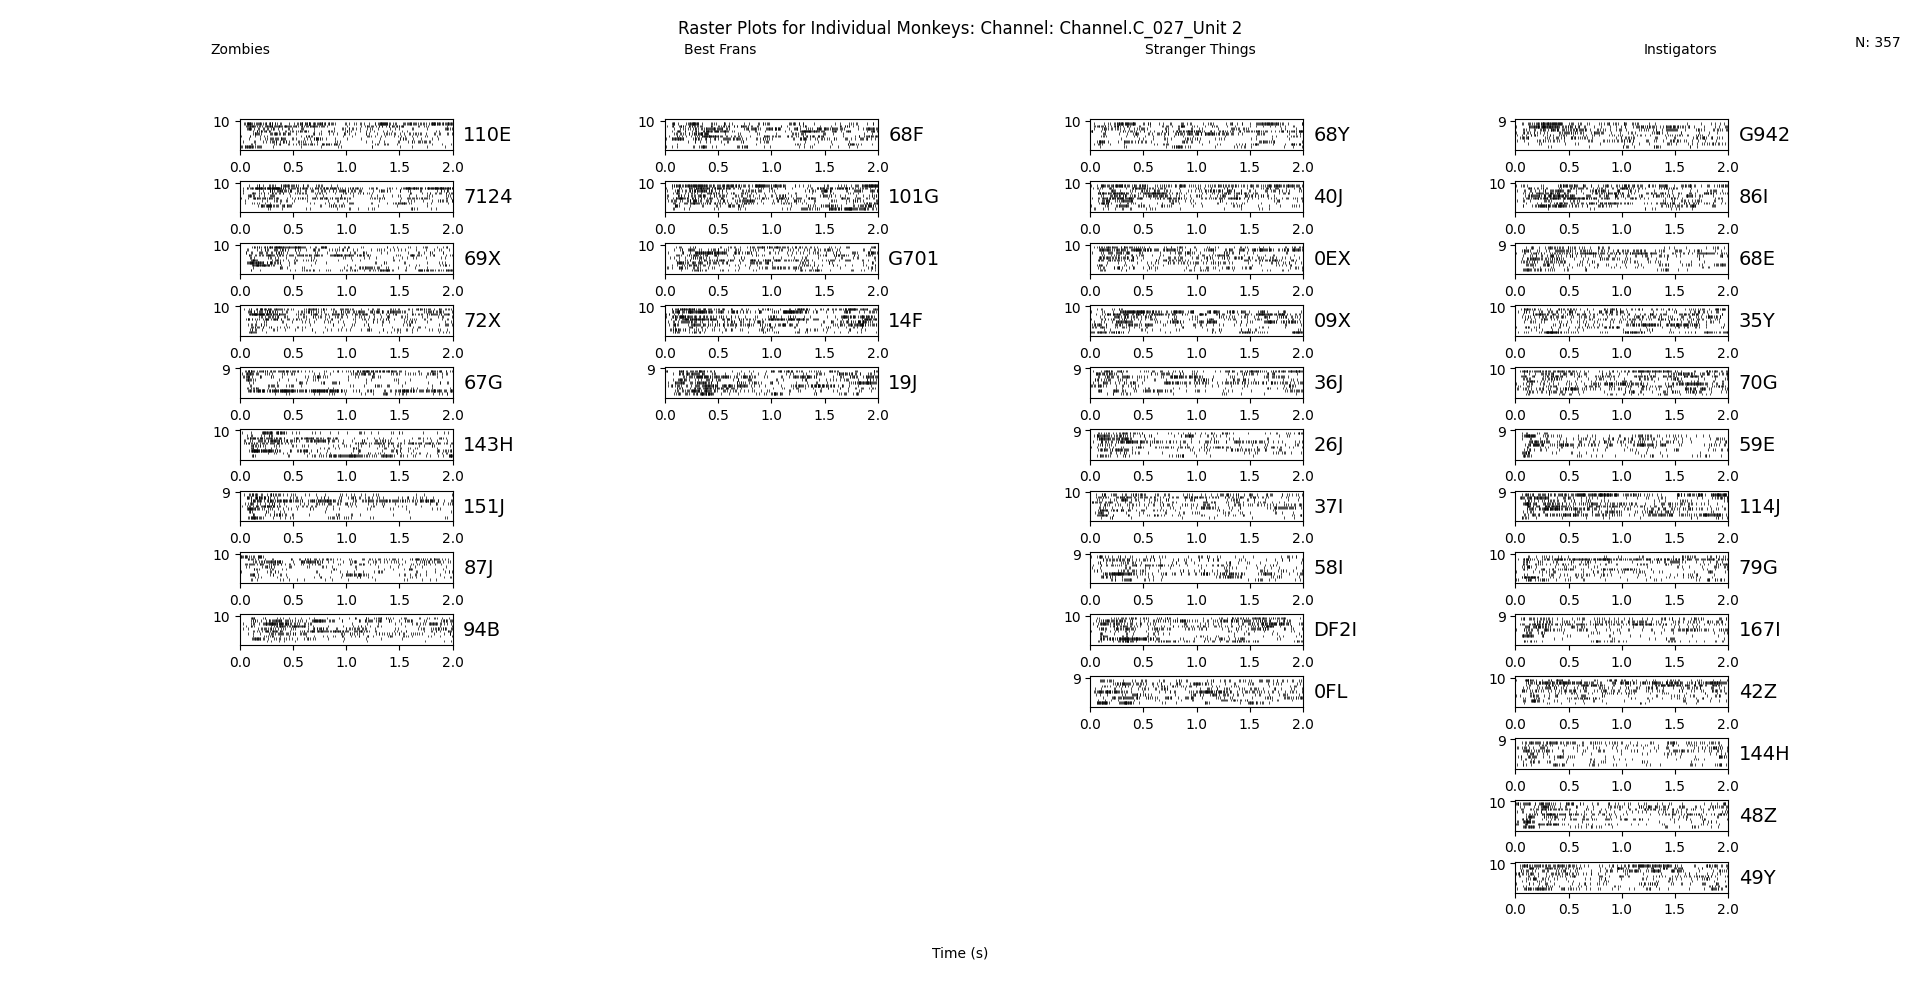 Raster Plots for Individual Monkeys: Channel: Channel.C_027_Unit 2
N: 357
Zombies
10
110E
0.0 0.5 1.0 1.5 2.0
10
7124
0.0 0.5 1.0 1.5 2.0
10
69X
0.0 0.5 1.0 1.5 2.0
10
72X
0.0 0.5 1.0 1.5 2.0
9
67G
0.0 0.5 1.0 1.5 2.0
10
143H
0.0 0.5 1.0 1.5 2.0
9
151J
0.0 0.5 1.0 1.5 2.0
10
87J
0.0 0.5 1.0 1.5 2.0
10
94B
0.0 0.5 1.0 1.5 2.0
Best Frans
10
68F
0.0 0.5 1.0 1.5 2.0
10
101G
0.0 0.5 1.0 1.5 2.0
10
G701
0.0 0.5 1.0 1.5 2.0
10
14F
0.0 0.5 1.0 1.5 2.0
9
19J
0.0 0.5 1.0 1.5 2.0
Stranger Things
10
68Y
0.0 0.5 1.0 1.5 2.0
10
40J
0.0 0.5 1.0 1.5 2.0
10
0EX
0.0 0.5 1.0 1.5 2.0
10
09X
0.0 0.5 1.0 1.5 2.0
9
36J
0.0 0.5 1.0 1.5 2.0
9
26J
0.0 0.5 1.0 1.5 2.0
10
37I
0.0 0.5 1.0 1.5 2.0
9
58I
0.0 0.5 1.0 1.5 2.0
10
DF2I
0.0 0.5 1.0 1.5 2.0
9
0FL
0.0 0.5 1.0 1.5 2.0
Instigators
9
G942
0.0 0.5 1.0 1.5 2.0
10
86I
0.0 0.5 1.0 1.5 2.0
9
68E
0.0 0.5 1.0 1.5 2.0
10
35Y
0.0 0.5 1.0 1.5 2.0
10
70G
0.0 0.5 1.0 1.5 2.0
9
59E
0.0 0.5 1.0 1.5 2.0
9
114J
0.0 0.5 1.0 1.5 2.0
10
79G
0.0 0.5 1.0 1.5 2.0
9
167I
0.0 0.5 1.0 1.5 2.0
10
42Z
0.0 0.5 1.0 1.5 2.0
9
144H
0.0 0.5 1.0 1.5 2.0
10
48Z
0.0 0.5 1.0 1.5 2.0
10
49Y
0.0 0.5 1.0 1.5 2.0
Time (s)